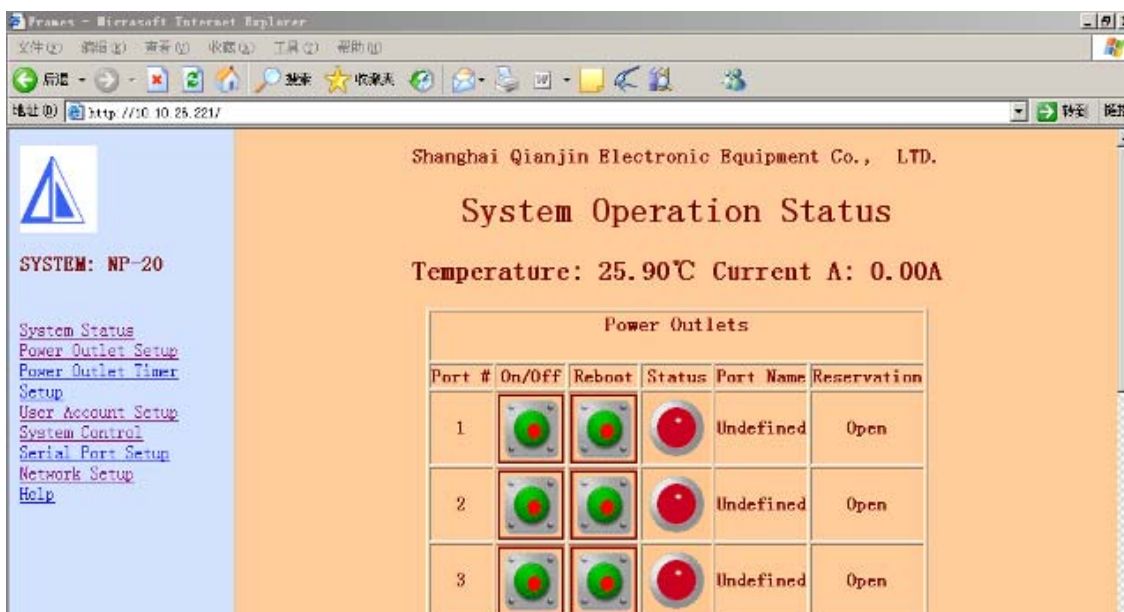 Frames - Microsoft Internet Explorer
文件(F) 编辑(E) 查看(V) 收藏(A) 工具(T) 帮助(H)
后退 搜索 收藏夹
地址(D) http://10.10.26.221/ 转到 链接
Shanghai Qianjin Electronic Equipment Co., LTD.
System Operation Status
Temperature: 25.90℃ Current A: 0.00A
SYSTEM: NP-20
System Status
Power Outlet Setup
Power Outlet Timer
Setup
User Account Setup
System Control
Serial Port Setup
Network Setup
Help
Power Outlets
Port # On/Off Reboot Status Port Name Reservation
1 Undefined Open
2 Undefined Open
3 Undefined Open